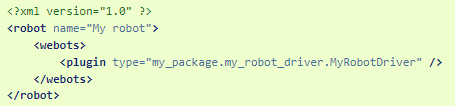 <?xml version="1.0" ?>
<robot name="My robot">
    <webots>
        <plugin type="my_package.my_robot_driver.MyRobotDriver" />
    </webots>
</robot>